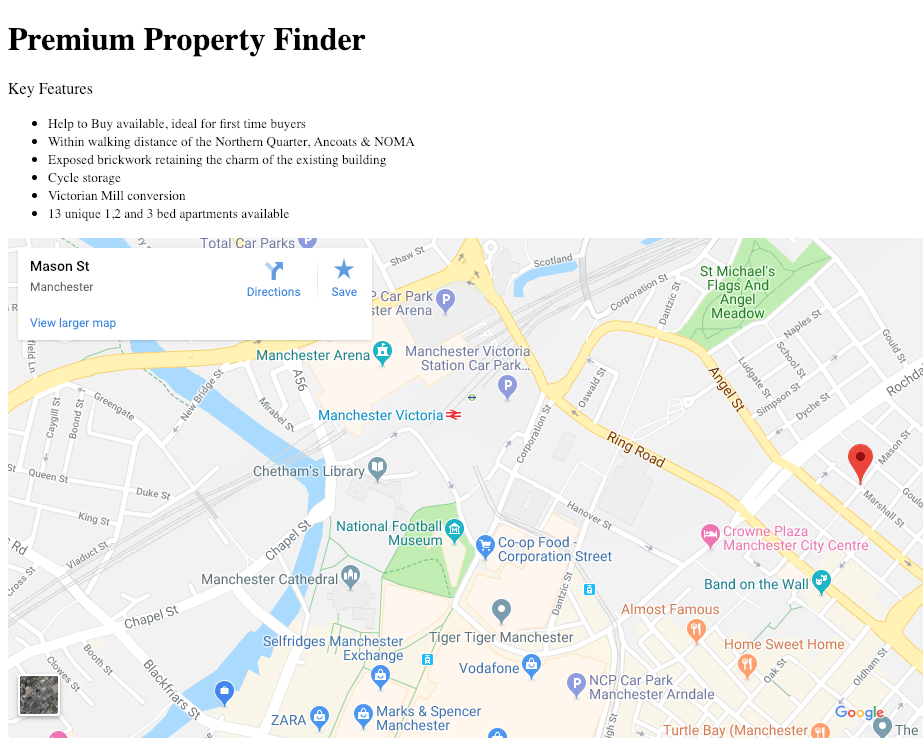 Premium Property Finder
Key Features
Help to Buy available, ideal for first time buyers
Within walking distance of the Northern Quarter, Ancoats & NOMA
Exposed brickwork retaining the charm of the existing building
Cycle storage
Victorian Mill conversion
13 unique 1,2 and 3 bed apartments available
Total Car Parks
Mason St
Manchester
Directions
Save
View larger map
Shaw St
Scotland
St Michael's
Flags And
Angel
Meadow
Corporation St
Dantzic St
P Car Park
ster Arena
Manchester Arena
Manchester Victoria
Station Car Park...
Naples St
Gould St
School St
Ludgate St
Simpson St
Dyche St
Rochda
field Ln
A56
New Bridge St
Mirabel St
Oswald St
Angel St
Greengate
Caygill St
Boond St
Manchester Victoria
Corporation St
Ring Road
Mason St
Chetham's Library
Queen St
St
Duke St
Marshall St
Goulc
Hanover St
King St
Chapel St
National Football
Museum
Crowne Plaza
Manchester City Centre
Rd
Viaduct St
Co-op Food -
Corporation Street
Cross St
Manchester Cathedral
Dantzic St
Band on the Wall
Chapel St
Almost Famous
Tiger Tiger Manchester
Selfridges Manchester
Exchange
Home Sweet Home
Clowes St
Booth St
Blackfriars St
Vodafone
Oak St
Oldham St
NCP Car Park
Manchester Arndale
ZARA
Marks & Spencer
Manchester
gh St
Google
Turtle Bay (Manchester
The